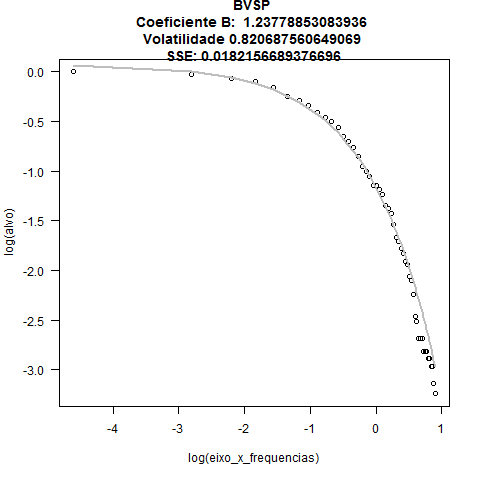 BVSP
Coeficiente B: 1.23778853083936
Volatilidade 0.820687560649069
SSE: 0.0182156689376696
0.0
-0.5
-1.0
-1.5
-2.0
-2.5
-3.0
log(alvo)
-4 -3 -2 -1 0 1
log(eixo_x_frequencias)